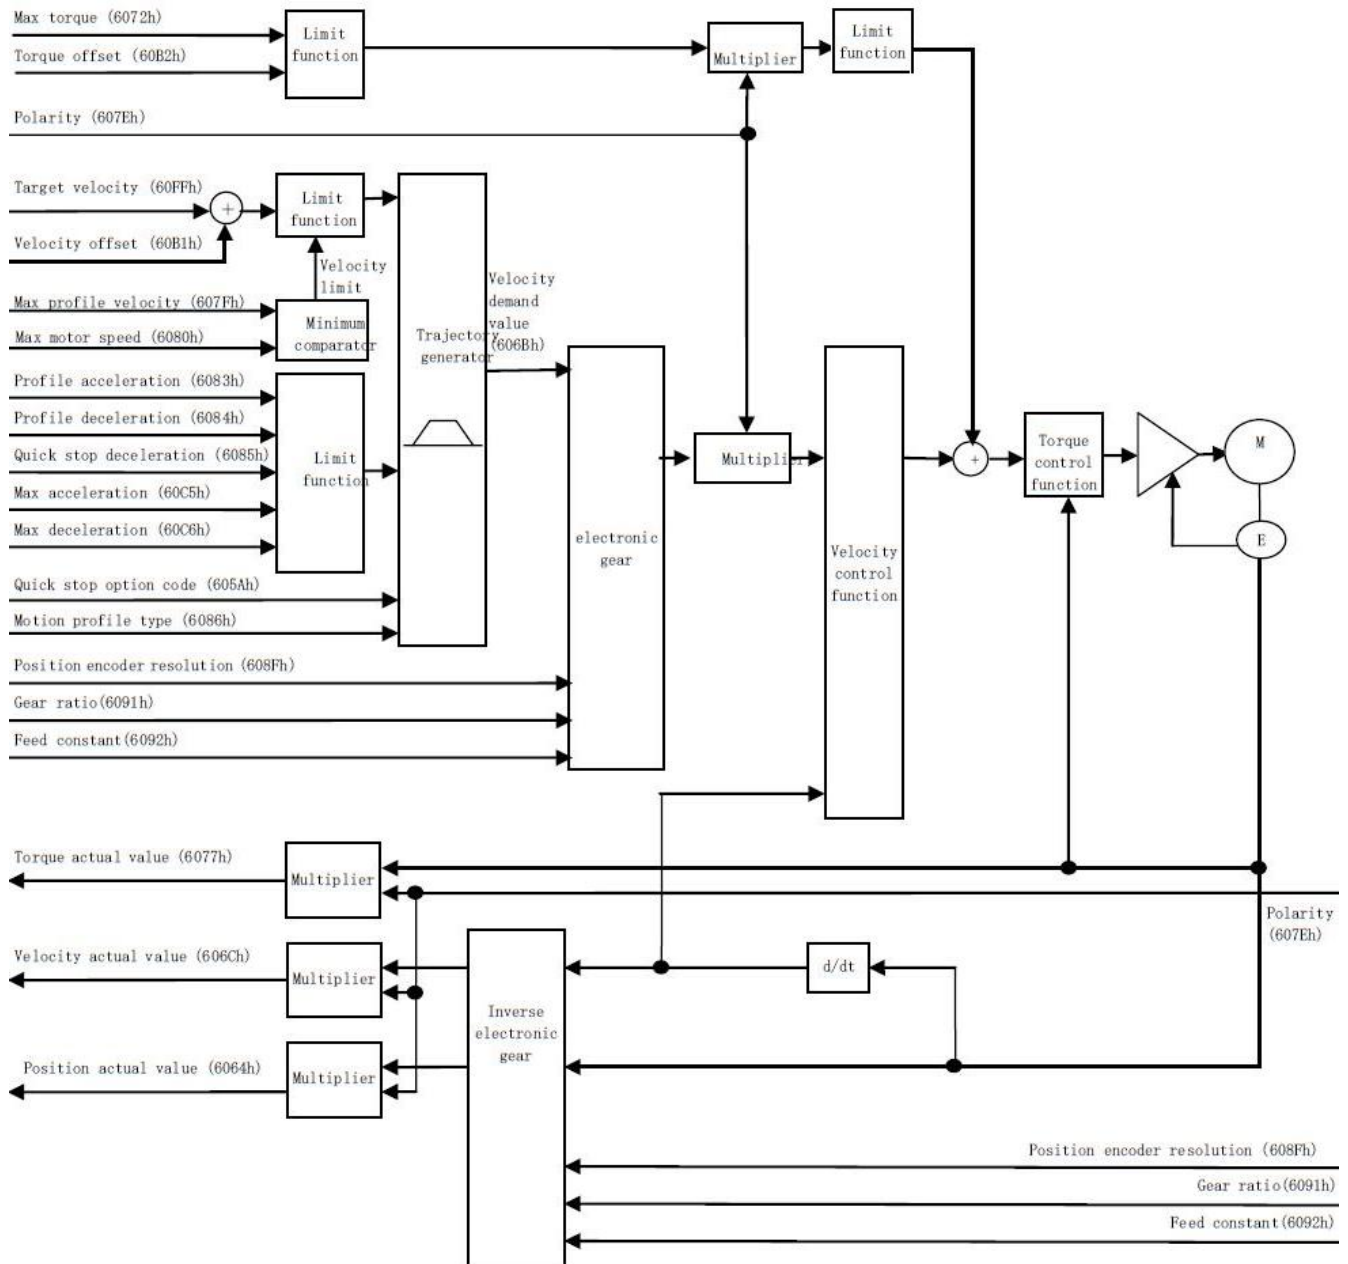 Max torque (6072h)
Torque offset (60B2h)
Limit
function
Multiplier
Limit
function
Polarity (607Eh)
Target velocity (60FFh)
+
Limit
function
Velocity offset (60B1h)
Velocity
limit
Max profile velocity (607Fh)
Max motor speed (6080h)
Minimum
comparator
Trajectory
generator
Velocity
demand
value
(606Bh)
Profile acceleration (6083h)
Profile deceleration (6084h)
Quick stop deceleration (6085h)
Max acceleration (60C5h)
Max deceleration (60C6h)
Limit
function
Quick stop option code (605Ah)
Motion profile type (6086h)
Position encoder resolution (608Fh)
Gear ratio(6091h)
Feed constant(6092h)
electronic
gear
Multiplier
Velocity
control
function
+
Torque
control
function
M
E
Torque actual value (6077h)
Multiplier
Polarity
(607Eh)
Velocity actual value (606Ch)
Multiplier
d/dt
Inverse
electronic
gear
Position actual value (6064h)
Multiplier
Position encoder resolution (608Fh)
Gear ratio(6091h)
Feed constant(6092h)